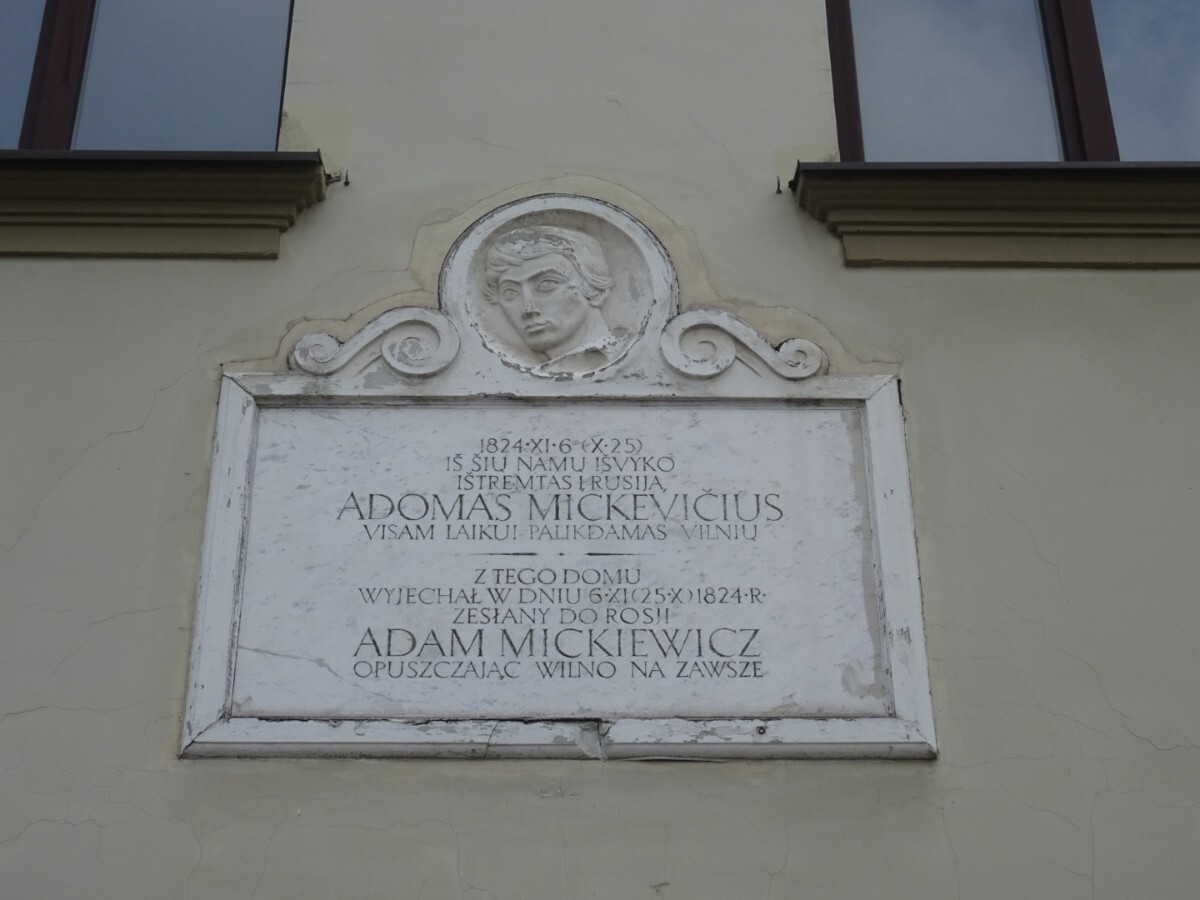 1824·XI·6 (X·25)
IŠ ŠIŲ NAMŲ IŠVYKO
IŠTREMTAS Į RUSIJĄ
ADOMAS MICKEVIČIUS
VISAM LAIKUI PALIKDAMAS VILNIŲ
Z TEGO DOMU
WYJECHAŁ W DNIU 6·XI(25·X)1824·R·
ZESŁANY DO ROSJI
ADAM MICKIEWICZ
OPUSZCZAJĄC WILNO NA ZAWSZE